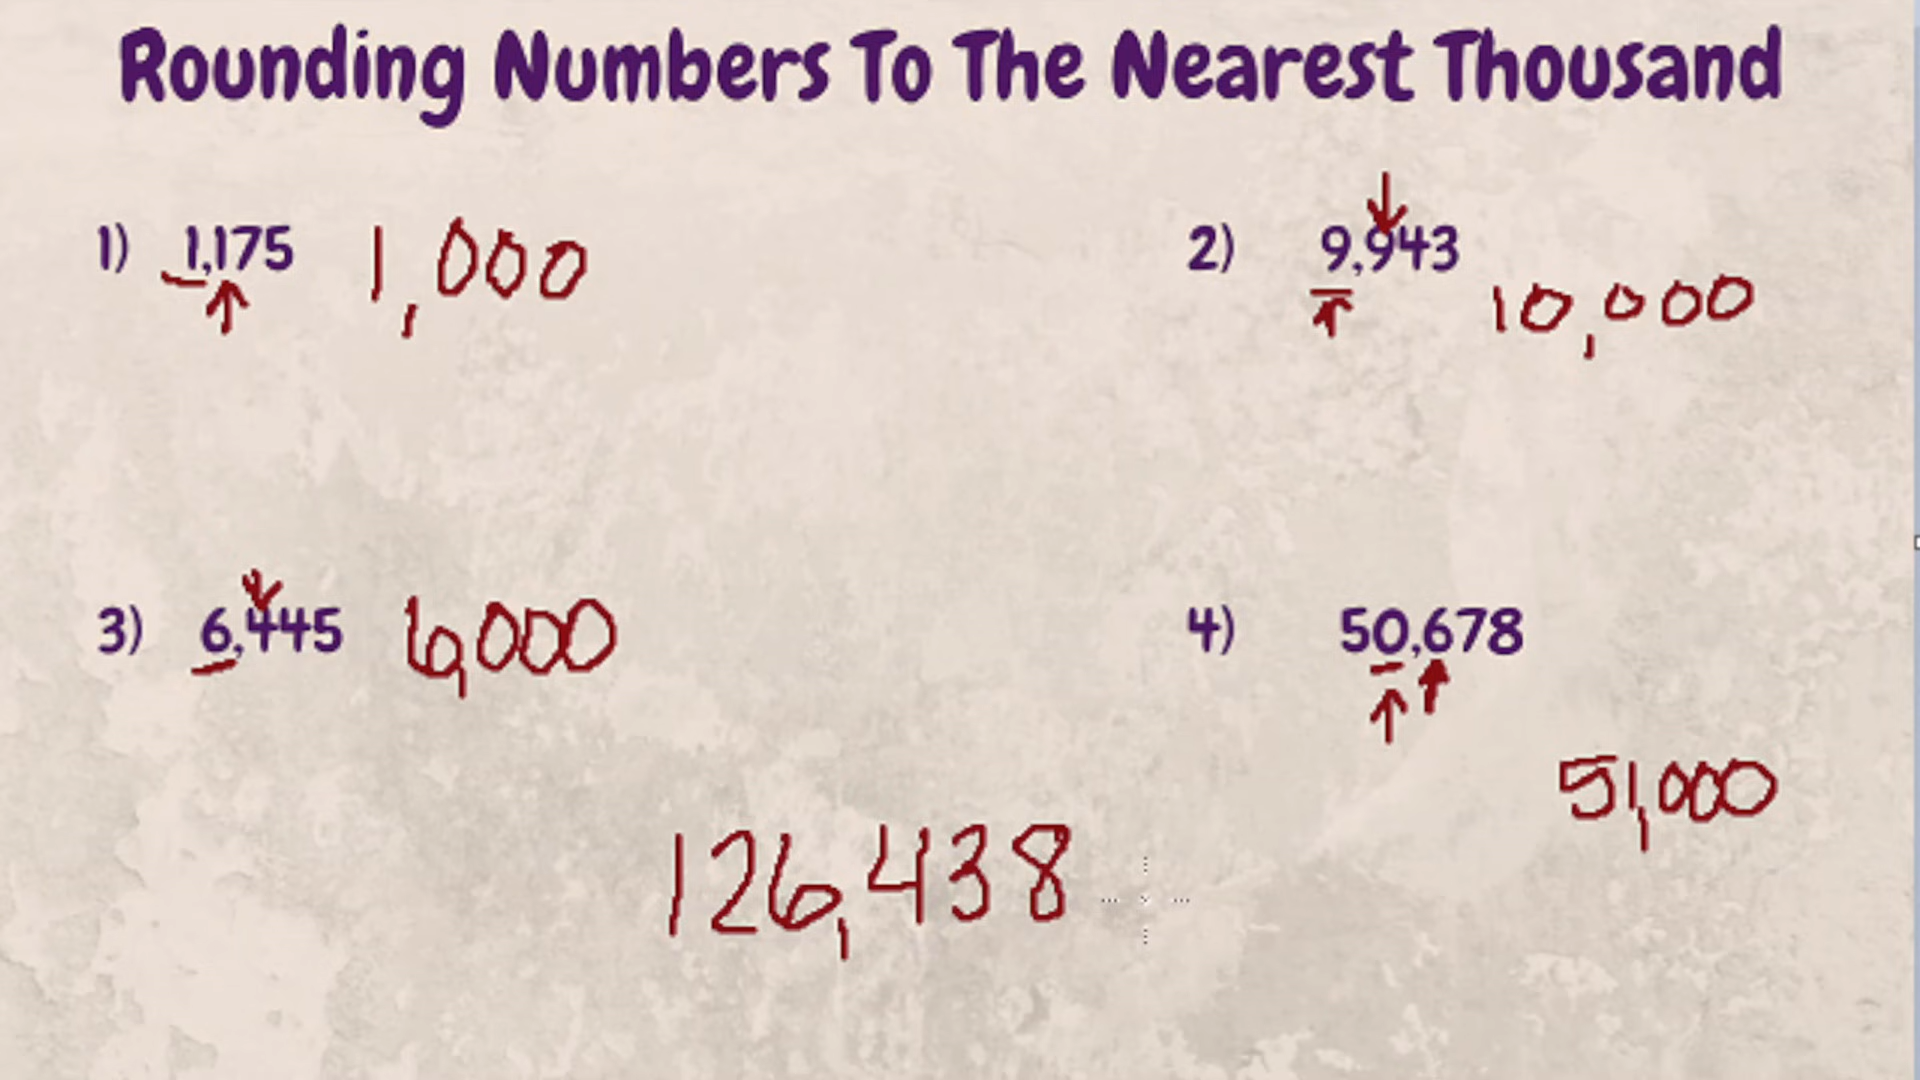 Rounding Numbers To The Nearest Thousand
1) 1,175 1,000
2) 9,943 10,000
3) 6,445 6,000
4) 50,678
51,000
126,438